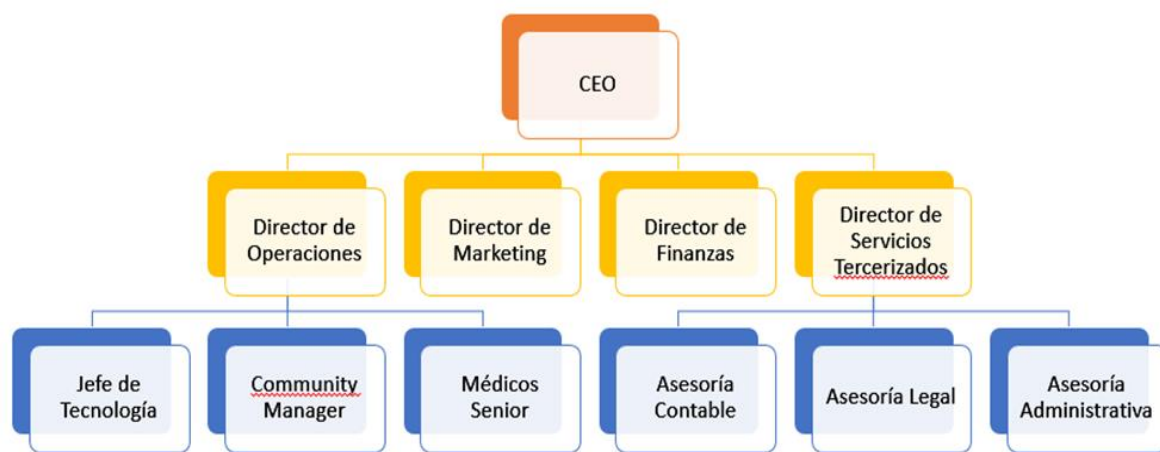 CEO
Director de
Operaciones
Director de
Marketing
Director de
Finanzas
Director de
Servicios
Tercerizados
Jefe de
Tecnología
Community
Manager
Médicos
Senior
Asesoría
Contable
Asesoría Legal
Asesoría
Administrativa